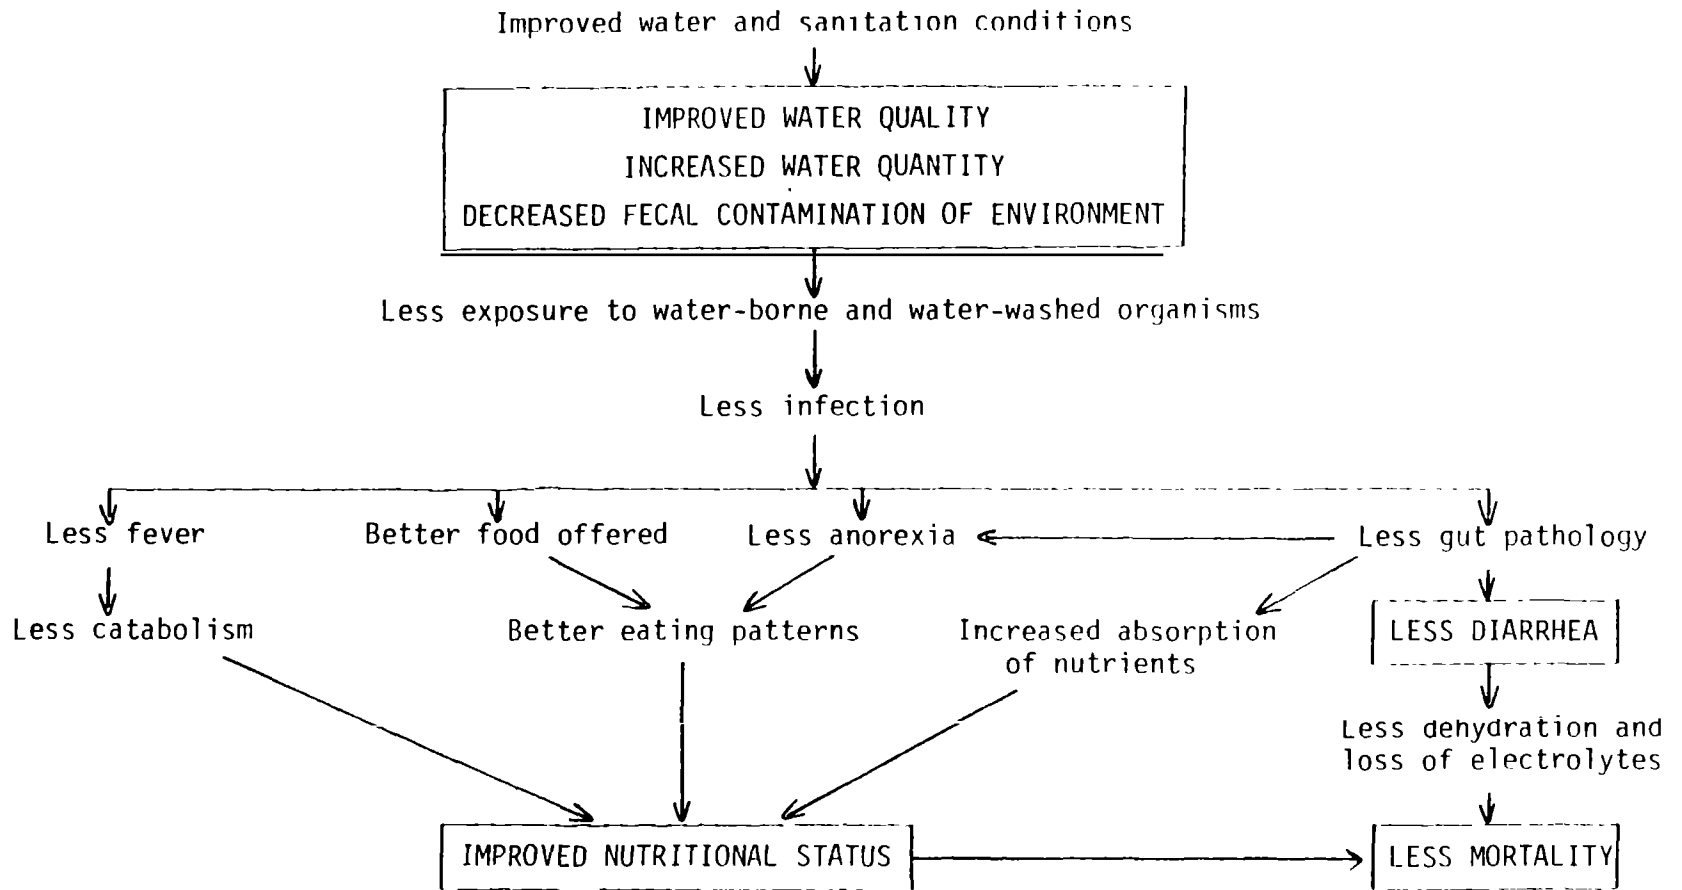 Improved water and sanitation conditions
IMPROVED WATER QUALITY
INCREASED WATER QUANTITY
DECREASED FECAL CONTAMINATION OF ENVIRONMENT
Less exposure to water-borne and water-washed organisms
Less infection
Less fever
Better food offered
Less anorexia
Less gut pathology
Less catabolism
Better eating patterns
Increased absorption
of nutrients
LESS DIARRHEA
Less dehydration and
loss of electrolytes
IMPROVED NUTRITIONAL STATUS
LESS MORTALITY